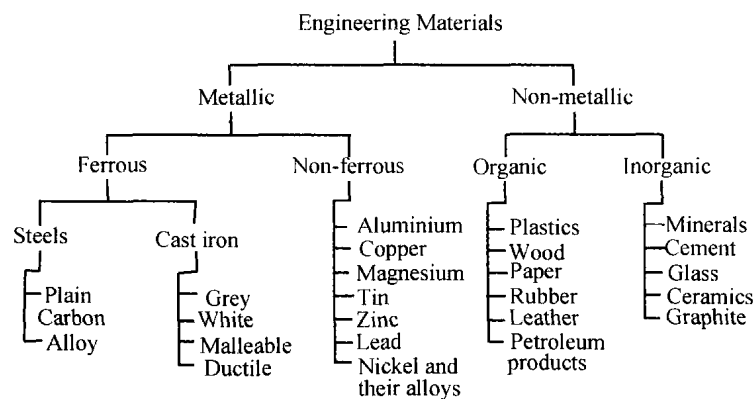 Engineering Materials
Metallic
Non-metallic
Ferrous
Non-ferrous
Organic
Inorganic
Steels
Cast iron
Plain
Carbon
Alloy
Grey
White
Malleable
Ductile
Aluminium
Copper
Magnesium
Tin
Zinc
Lead
Nickel and
their alloys
Plastics
Wood
Paper
Rubber
Leather
Petroleum
products
Minerals
Cement
Glass
Ceramics
Graphite